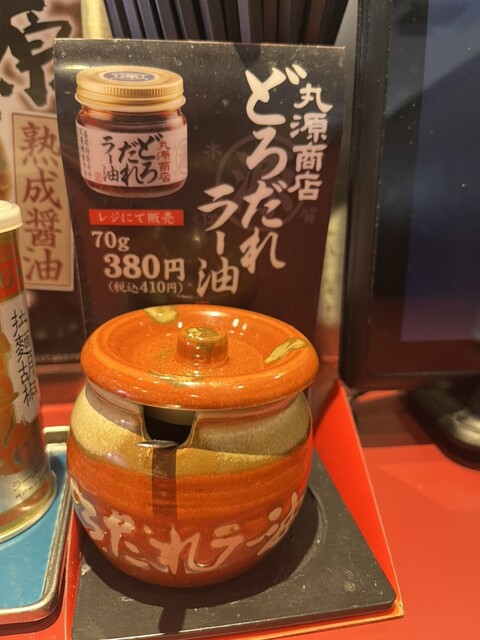 熟成醤油
丸源商店
どろだれ
ラー油
丸源商店
どろ
だれ
ラー油
レジにて販売
70g
380円
(税込410円)
拉麺胡椒
どろだれラー油